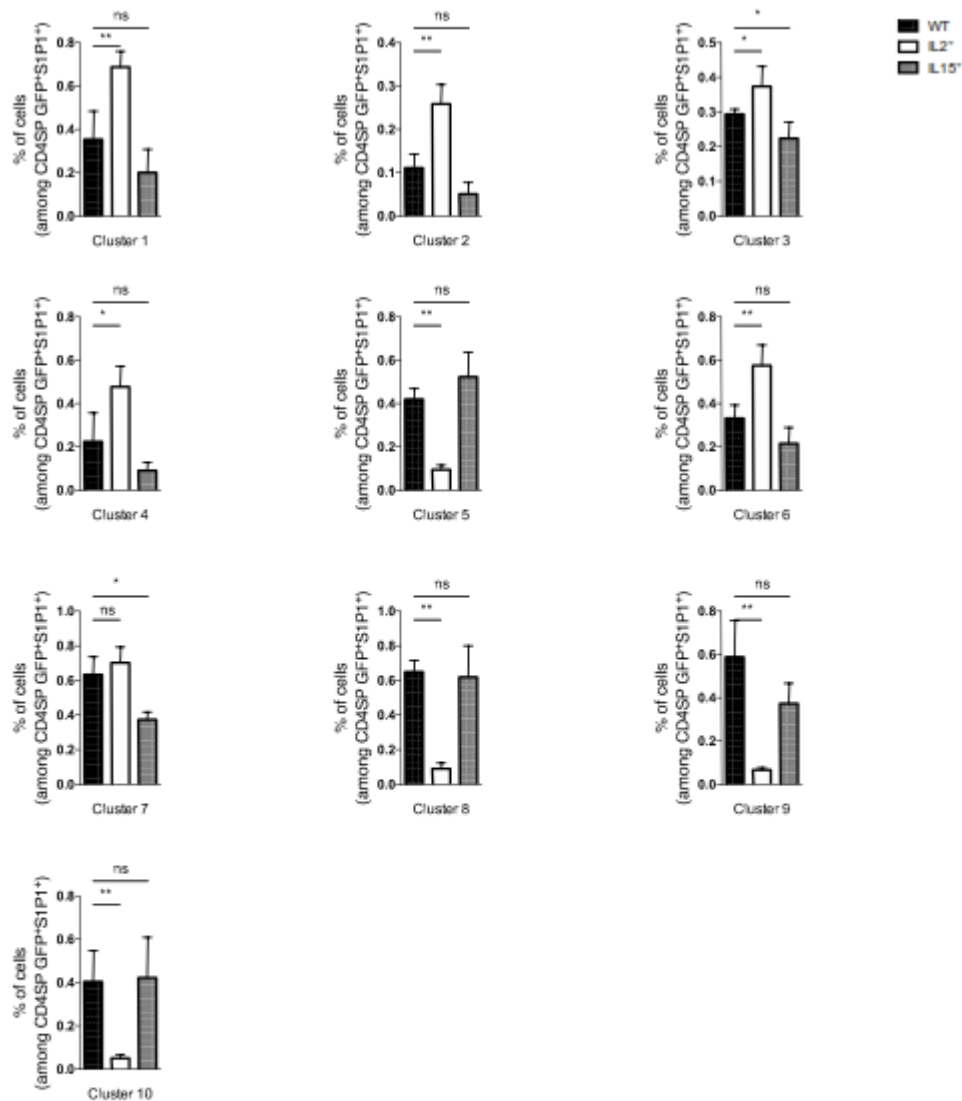 ns
**
% of cells
(among CD4SP GFP⁺S1P1⁺)
0.8
0.6
0.4
0.2
0.0
Cluster 1
ns
**
% of cells
(among CD4SP GFP⁺S1P1⁺)
0.4
0.3
0.2
0.1
0.0
Cluster 2
*
*
% of cells
(among CD4SP GFP⁺S1P1⁺)
0.5
0.4
0.3
0.2
0.1
0.0
Cluster 3
WT
IL2⁻
IL15⁻
ns
*
% of cells
(among CD4SP GFP⁺S1P1⁺)
0.8
0.6
0.4
0.2
0.0
Cluster 4
ns
**
% of cells
(among CD4SP GFP⁺S1P1⁺)
0.8
0.6
0.4
0.2
0.0
Cluster 5
ns
**
% of cells
(among CD4SP GFP⁺S1P1⁺)
0.8
0.6
0.4
0.2
0.0
Cluster 6
*
ns
% of cells
(among CD4SP GFP⁺S1P1⁺)
1.0
0.8
0.6
0.4
0.2
0.0
Cluster 7
ns
**
% of cells
(among CD4SP GFP⁺S1P1⁺)
1.0
0.8
0.6
0.4
0.2
0.0
Cluster 8
ns
**
% of cells
(among CD4SP GFP⁺S1P1⁺)
0.8
0.6
0.4
0.2
0.0
Cluster 9
ns
**
% of cells
(among CD4SP GFP⁺S1P1⁺)
0.8
0.6
0.4
0.2
0.0
Cluster 10